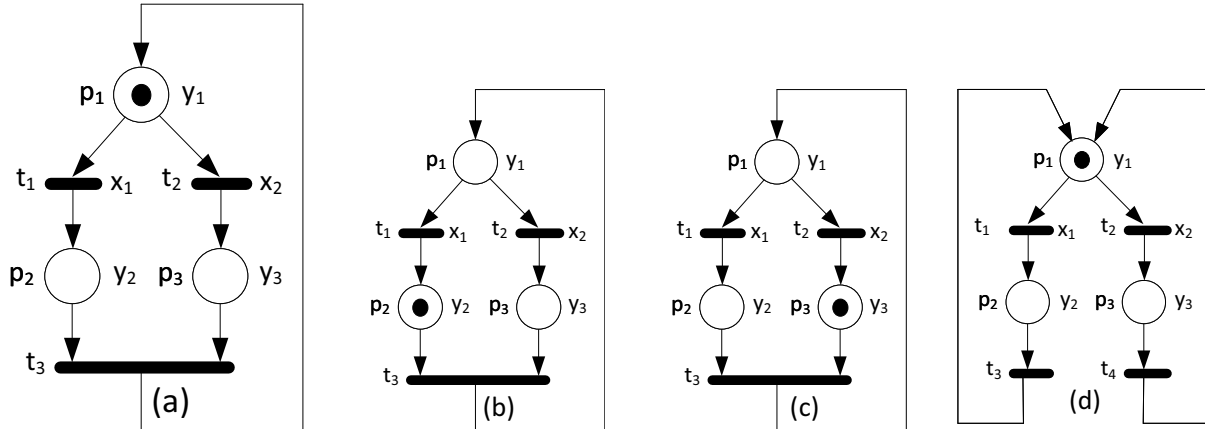 p₁ y₁
t₁ x₁ t₂ x₂
p₂ y₂ p₃ y₃
t₃
(a)
p₁ y₁
t₁ x₁ t₂ x₂
p₂ y₂ p₃ y₃
t₃
(b)
p₁ y₁
t₁ x₁ t₂ x₂
p₂ y₂ p₃ y₃
t₃
(c)
p₁ y₁
t₁ x₁ t₂ x₂
p₂ y₂ p₃ y₃
t₃ t₄
(d)